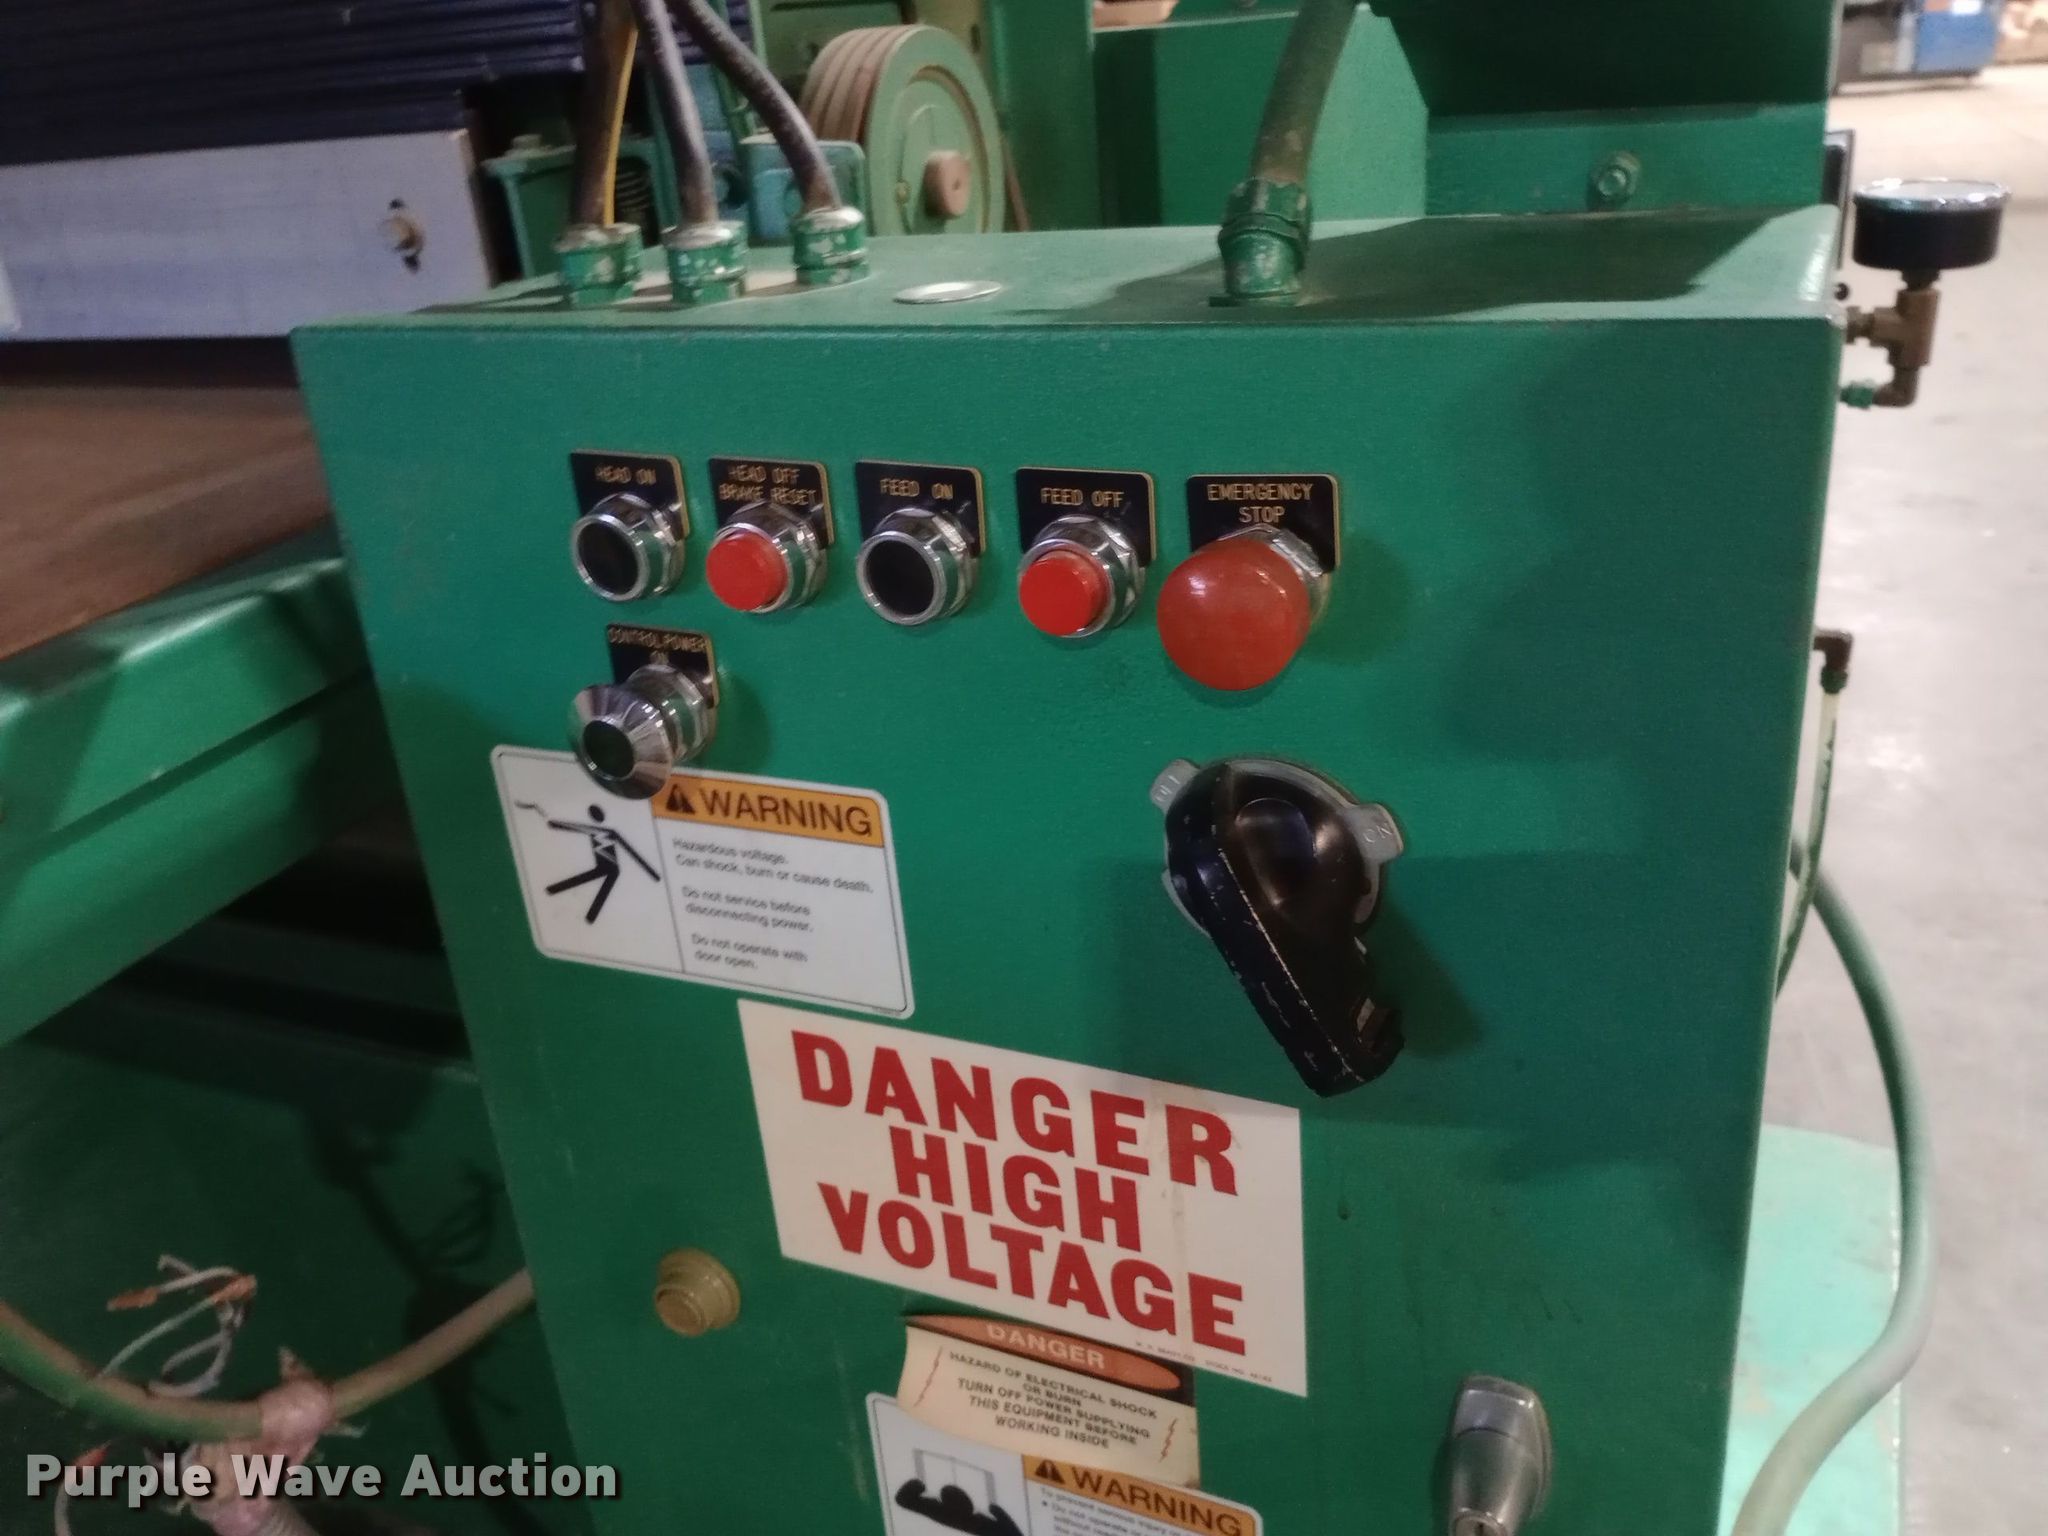 HEAD ON
HEAD OFF
BRAKE RESET
FEED ON
FEED OFF
EMERGENCY
STOP
CONTROL POWER
ON
ON
WARNING
Hazardous voltage.
Can shock, burn or cause death.
Do not service before
disconnecting power.
Do not operate with
door open.
DANGER
HIGH
VOLTAGE
DANGER
HAZARD OF ELECTRICAL SHOCK
OR BURN
TURN OFF POWER SUPPLYING
THIS EQUIPMENT BEFORE
WORKING INSIDE
WARNING
Purple Wave Auction